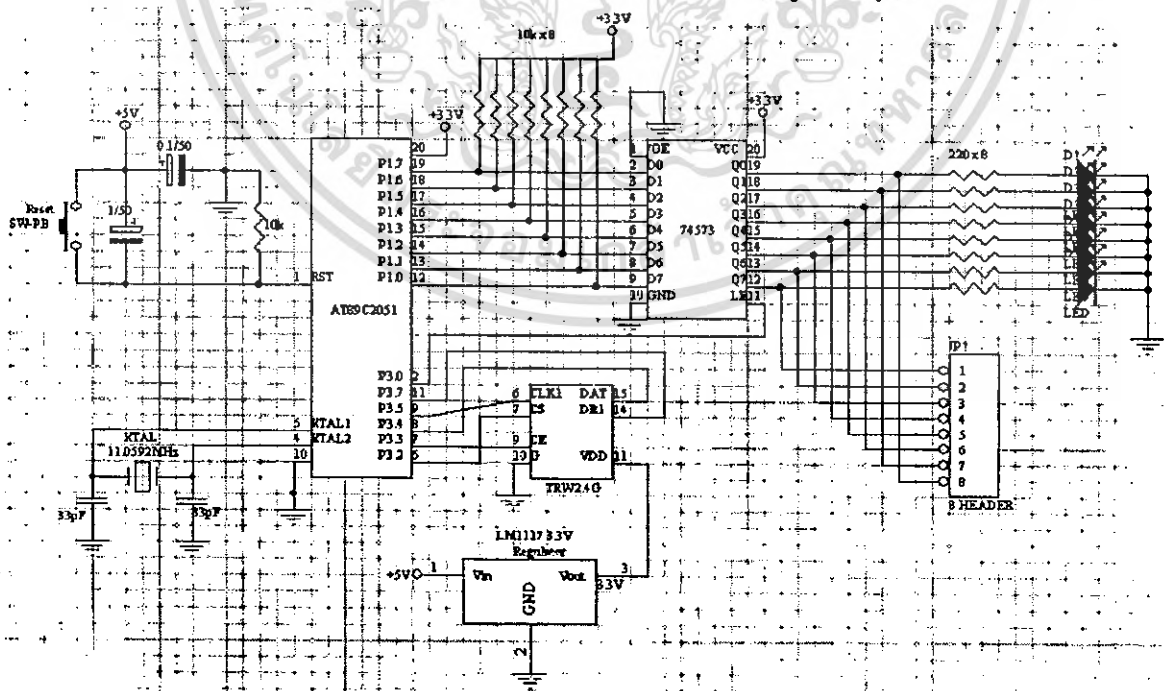 +3.3V
10k x8
+5V
0.1/50
+3.3V
+3.3V
Reset
SW-PB
1/50
10k
1 RST
AT89C2051
20
P1.7 19
P1.6 18
P1.5 17
P1.4 16
P1.3 15
P1.2 14
P1.1 13
P1.0 12
P3.0 2
P3.7 11
P3.5 9
P3.4 8
P3.3 7
P3.2 6
5 XTAL1
4 XTAL2
10
XTAL
11.0592MHz
33pF
33pF
1 OE VCC 20
2 D0 Q0 19
3 D1 Q1 18
4 D2 Q2 17
5 D3 Q3 16
6 D4 74573 Q4 15
7 D5 Q5 14
8 D6 Q6 13
9 D7 Q7 12
10 GND LE 11
220 x8
LED
6 CLK1 DAT 15
7 CS DR1 14
9 CE
10 G VDD 11
TRW2.4G
LM1117 3.3V
Regulator
+5V 1 Vin Vout 3
3.3V
GND
2
JP1
1
2
3
4
5
6
7
8
8 HEADER